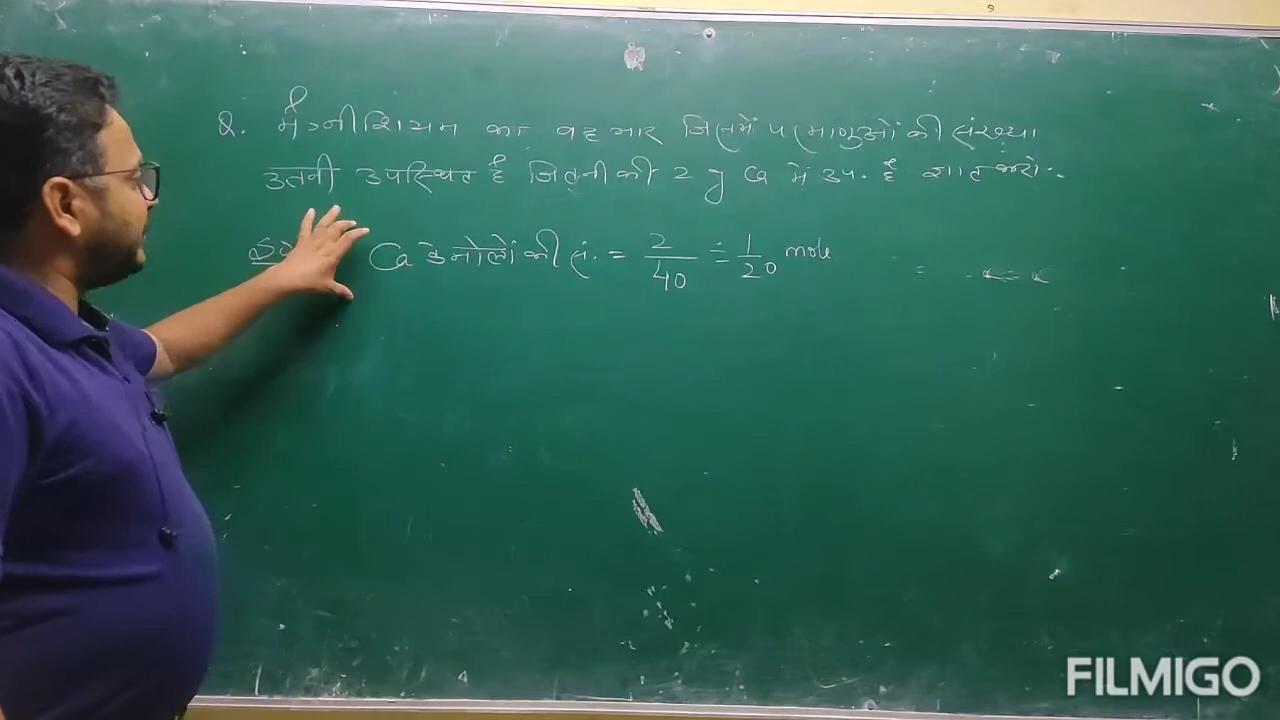 Q. मैग्नीशियम का वह भार जिसमें परमाणुओं की संख्या
उतनी उपस्थित है जितनी की 2 g Ca में उप. है ज्ञात करो.
Ca के मोलों की सं. = 2/40 = 1/20 mole
FILMIGO